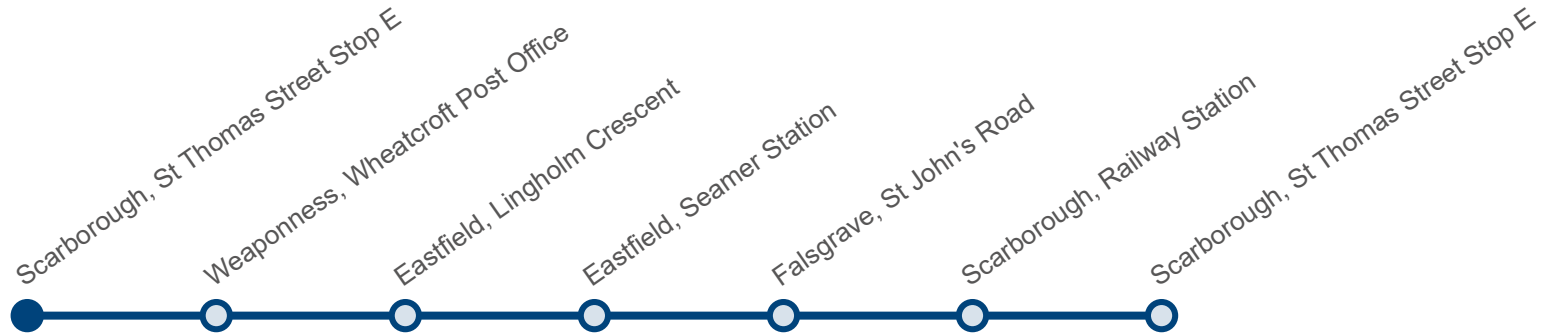 Scarborough, St Thomas Street Stop E
Weaponness, Wheatcroft Post Office
Eastfield, Lingholm Crescent
Eastfield, Seamer Station
Falsgrave, St John's Road
Scarborough, Railway Station
Scarborough, St Thomas Street Stop E